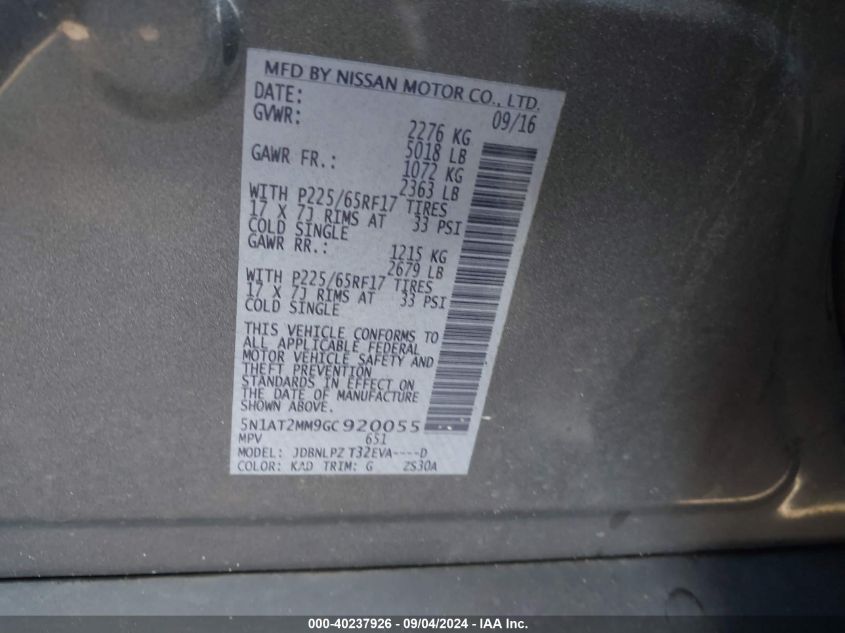 MFD BY NISSAN MOTOR CO., LTD.
DATE: 09/16
GVWR: 2276 KG
5018 LB
GAWR FR.: 1072 KG
2363 LB
WITH P225/65RF17 TIRES
17 X 7J RIMS AT 33 PSI
COLD SINGLE
GAWR RR.: 1215 KG
2679 LB
WITH P225/65RF17 TIRES
17 X 7J RIMS AT 33 PSI
COLD SINGLE
THIS VEHICLE CONFORMS TO
ALL APPLICABLE FEDERAL
MOTOR VEHICLE SAFETY AND
THEFT PREVENTION
STANDARDS IN EFFECT ON
THE DATE OF MANUFACTURE
SHOWN ABOVE.
5N1AT2MM9GC920055
MPV 651
MODEL: JDBNLPZ T32EVA----D
COLOR: KAD TRIM: G ZS30A
000-40237926 - 09/04/2024 - IAA Inc.